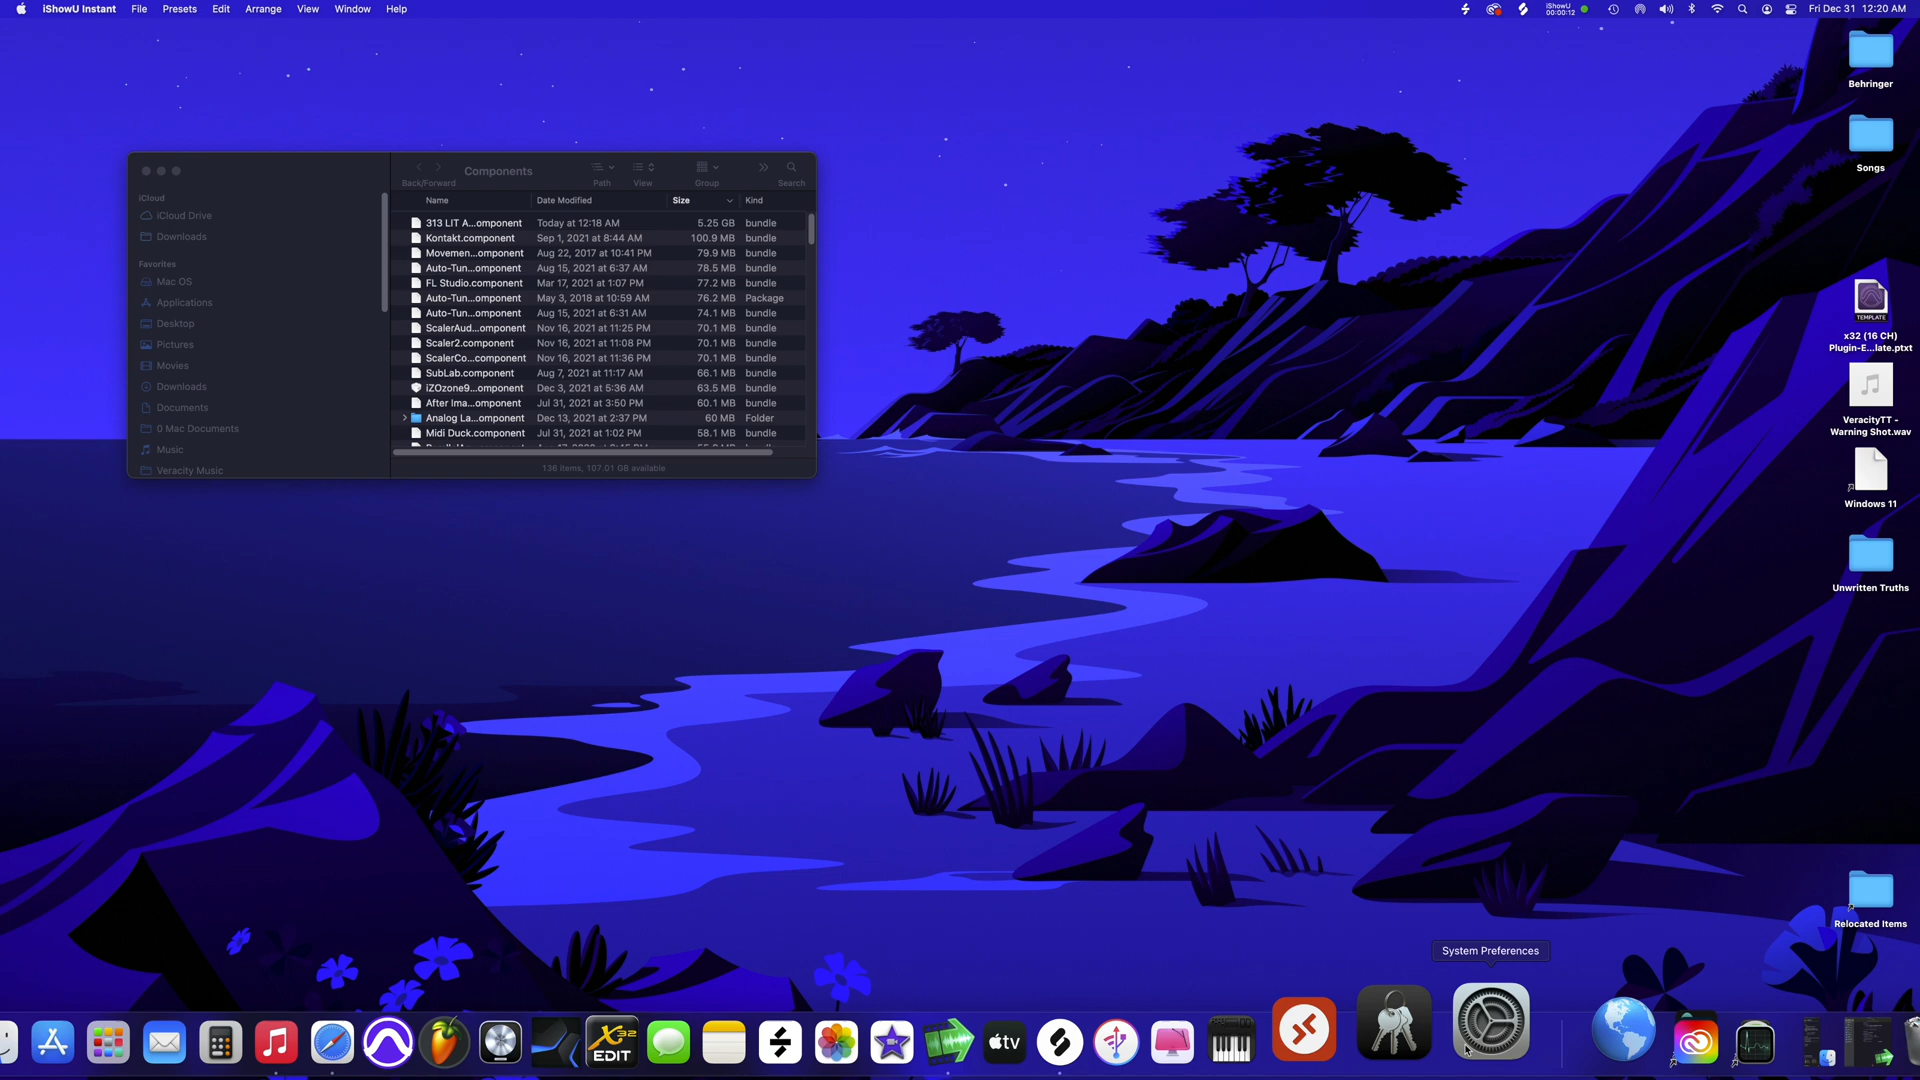 iShowU Instant File Presets Edit Arrange View Window Help
iShowU
00:00:12
Fri Dec 31 12:20 AM
Behringer
Songs
Components
Back/Forward Path View Group Search
iCloud
iCloud Drive
Downloads
Favorites
Mac OS
Applications
Desktop
Pictures
Movies
Downloads
Documents
0 Mac Documents
Music
Veracity Music
Name Date Modified Size Kind
313 LIT A...omponent Today at 12:18 AM 5.25 GB bundle
Kontakt.component Sep 1, 2021 at 8:44 AM 100.9 MB bundle
Movemen...omponent Aug 22, 2017 at 10:41 PM 79.9 MB bundle
Auto-Tun...omponent Aug 15, 2021 at 6:37 AM 78.5 MB bundle
FL Studio.component Mar 17, 2021 at 1:07 PM 77.2 MB bundle
Auto-Tun...omponent May 3, 2018 at 10:59 AM 76.2 MB Package
Auto-Tun...omponent Aug 15, 2021 at 6:31 AM 74.1 MB bundle
ScalerAud...omponent Nov 16, 2021 at 11:25 PM 70.1 MB bundle
Scaler2.component Nov 16, 2021 at 11:08 PM 70.1 MB bundle
ScalerCo...component Nov 16, 2021 at 11:36 PM 70.1 MB bundle
SubLab.component Aug 7, 2021 at 11:17 AM 66.1 MB bundle
iZOzone9...omponent Dec 3, 2021 at 5:36 AM 63.5 MB bundle
After Ima...omponent Jul 31, 2021 at 3:50 PM 60.1 MB bundle
Analog La...omponent Dec 13, 2021 at 2:37 PM 60 MB Folder
Midi Duck.component Jul 31, 2021 at 1:02 PM 58.1 MB bundle
136 items, 107.01 GB available
TEMPLATE
x32 (16 CH)
Plugin-E...late.ptxt
VeracityTT -
Warning Shot.wav
Windows 11
Unwritten Truths
Relocated Items
System Preferences
X32
EDIT
tv